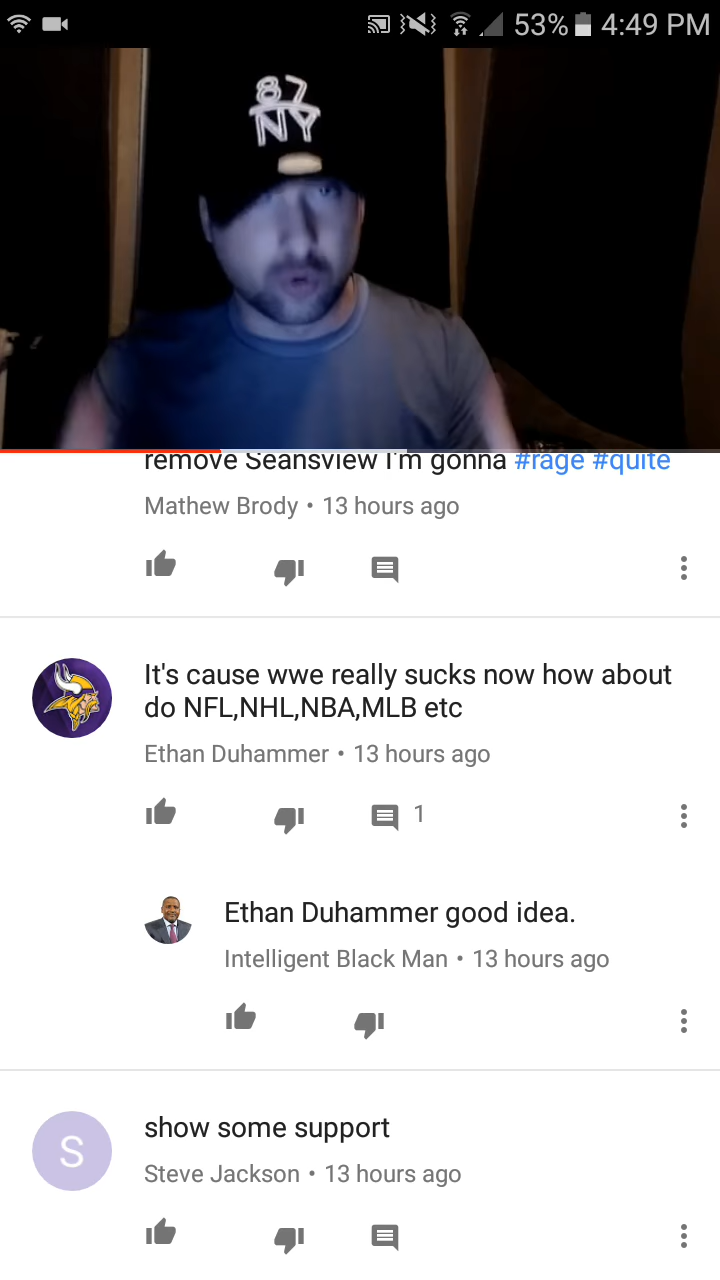 53% 4:49 PM
87
NY
remove Seansview I'm gonna #rage #quite
Mathew Brody • 13 hours ago
It's cause wwe really sucks now how about
do NFL,NHL,NBA,MLB etc
Ethan Duhammer • 13 hours ago
1
Ethan Duhammer good idea.
Intelligent Black Man • 13 hours ago
S
show some support
Steve Jackson • 13 hours ago